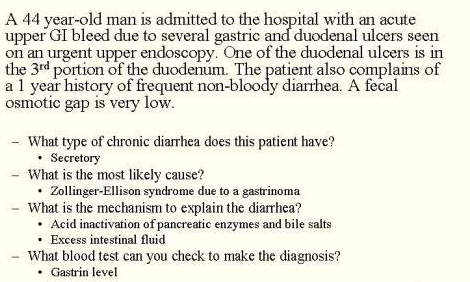 A 44 year-old man is admitted to the hospital with an acute
upper GI bleed due to several gastric and duodenal ulcers seen
on an urgent upper endoscopy. One of the duodenal ulcers is in
the 3rd portion of the duodenum. The patient also complains of
a 1 year history of frequent non-bloody diarrhea. A fecal
osmotic gap is very low.
– What type of chronic diarrhea does this patient have?
• Secretory
– What is the most likely cause?
• Zollinger-Ellison syndrome due to a gastrinoma
– What is the mechanism to explain the diarrhea?
• Acid inactivation of pancreatic enzymes and bile salts
• Excess intestinal fluid
– What blood test can you check to make the diagnosis?
• Gastrin level